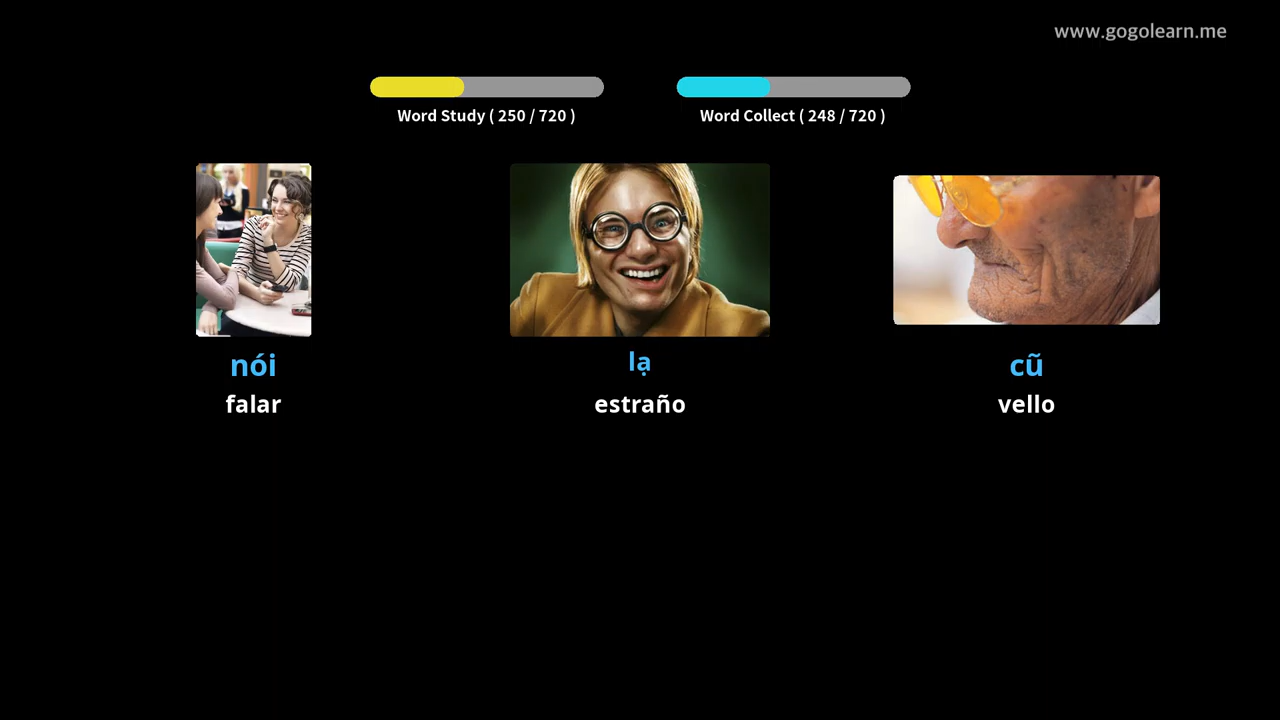 www.gogolearn.me
Word Study ( 250 / 720 )
Word Collect ( 248 / 720 )
nói
lạ
cũ
falar
estraño
vello